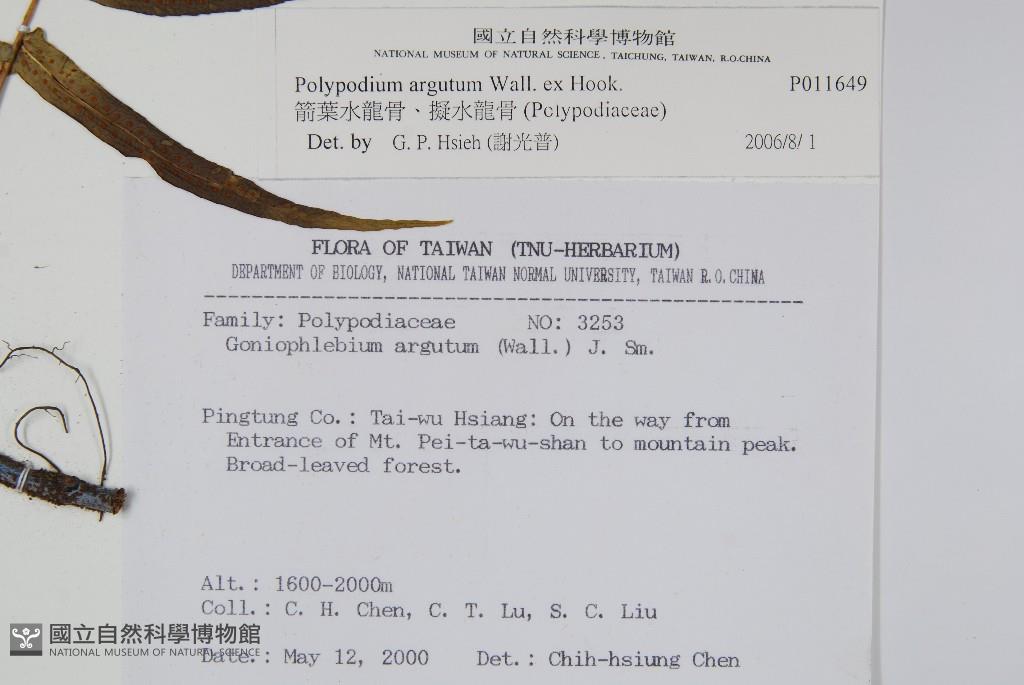 國立自然科學博物館
NATIONAL MUSEUM OF NATURAL SCIENCE, TAICHUNG, TAIWAN, R.O.CHINA
Polypodium argutum Wall. ex Hook. P011649
箭葉水龍骨、擬水龍骨 (Polypodiaceae)
Det. by G. P. Hsieh (謝光普) 2006/8/ 1
FLORA OF TAIWAN (TNU-HERBARIUM)
DEPARTMENT OF BIOLOGY, NATIONAL TAIWAN NORMAL UNIVERSITY, TAIWAN R.O.CHINA
Family: Polypodiaceae NO: 3253
Goniophlebium argutum (Wall.) J. Sm.
Pingtung Co.: Tai-wu Hsiang: On the way from
Entrance of Mt. Pei-ta-wu-shan to mountain peak.
Broad-leaved forest.
Alt.: 1600-2000m
Coll.: C. H. Chen, C. T. Lu, S. C. Liu
Date.: May 12, 2000 Det.: Chih-hsiung Chen
國立自然科學博物館
NATIONAL MUSEUM OF NATURAL SCIENCE